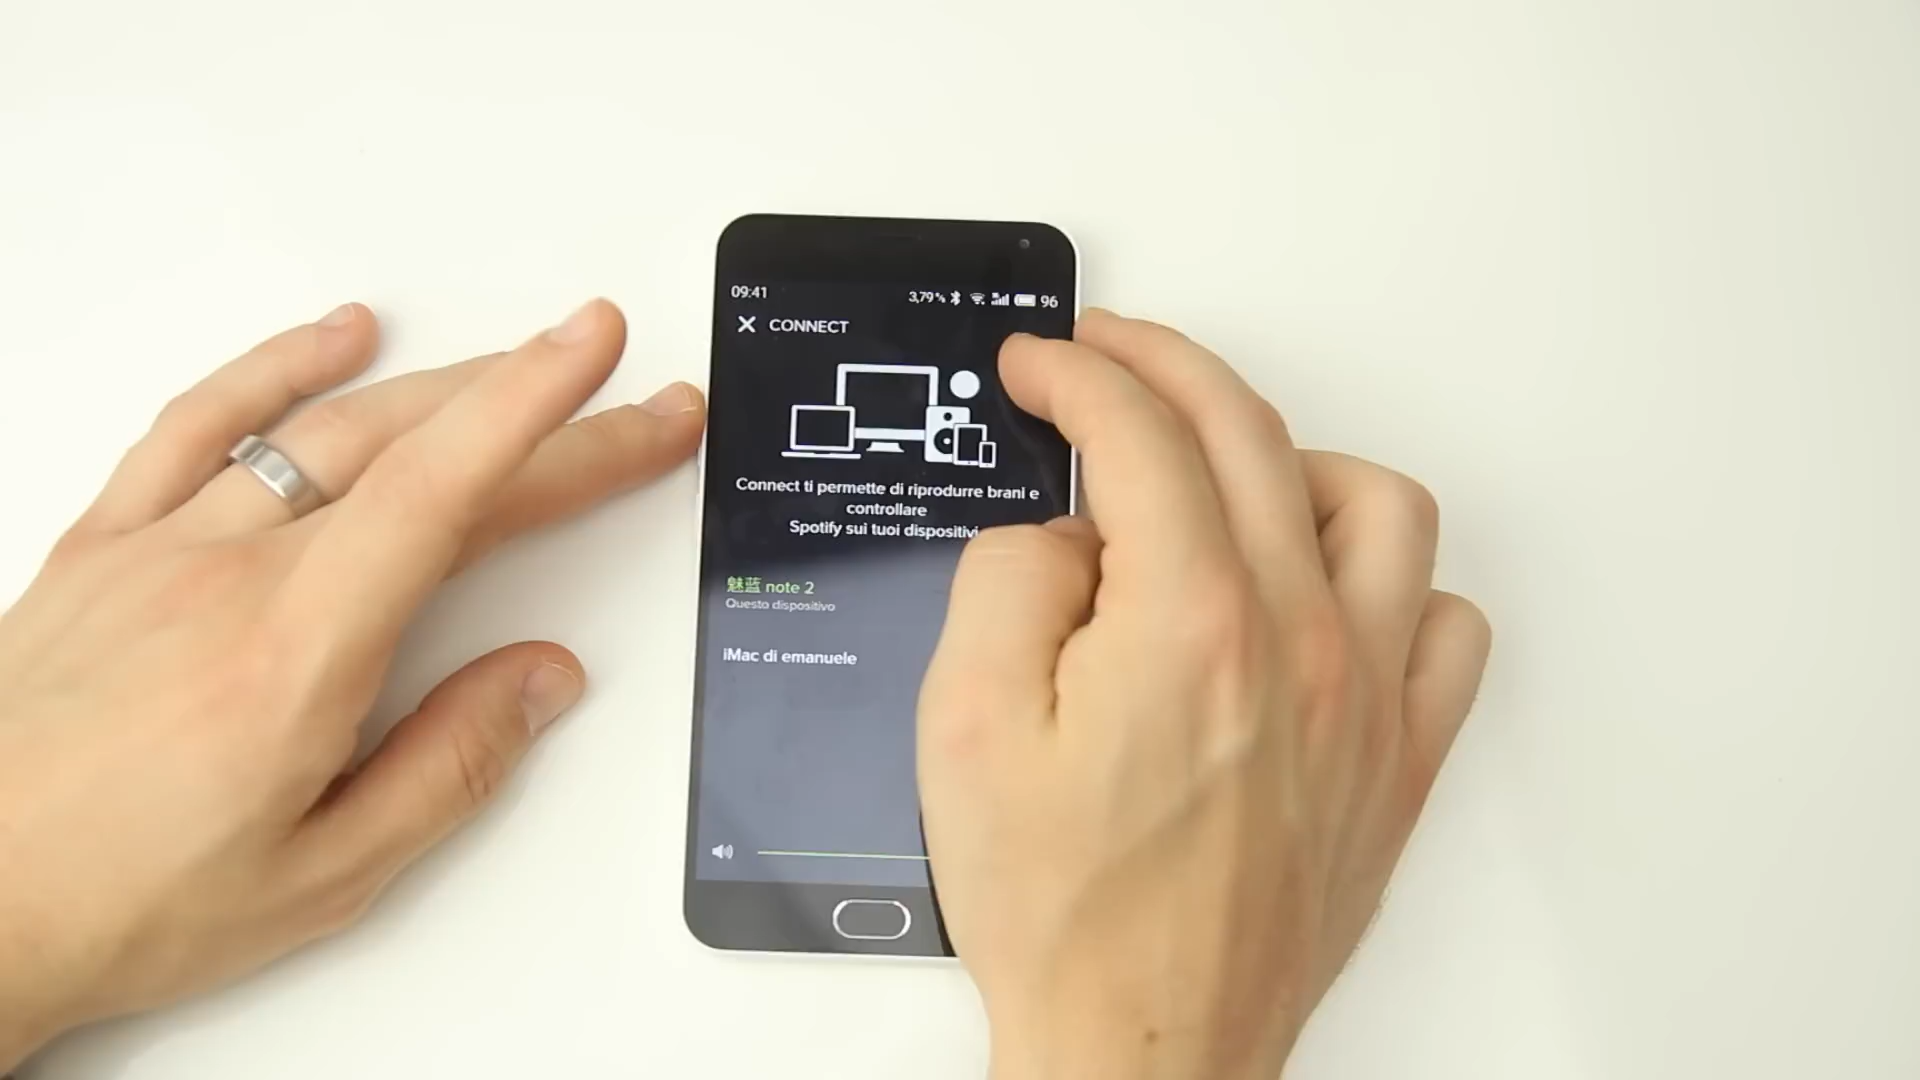 09:41
3,79% 96
CONNECT
Connect ti permette di riprodurre brani e
controllare
Spotify sui tuoi dispositivi
魅蓝 note 2
Questo dispositivo
iMac di emanuele